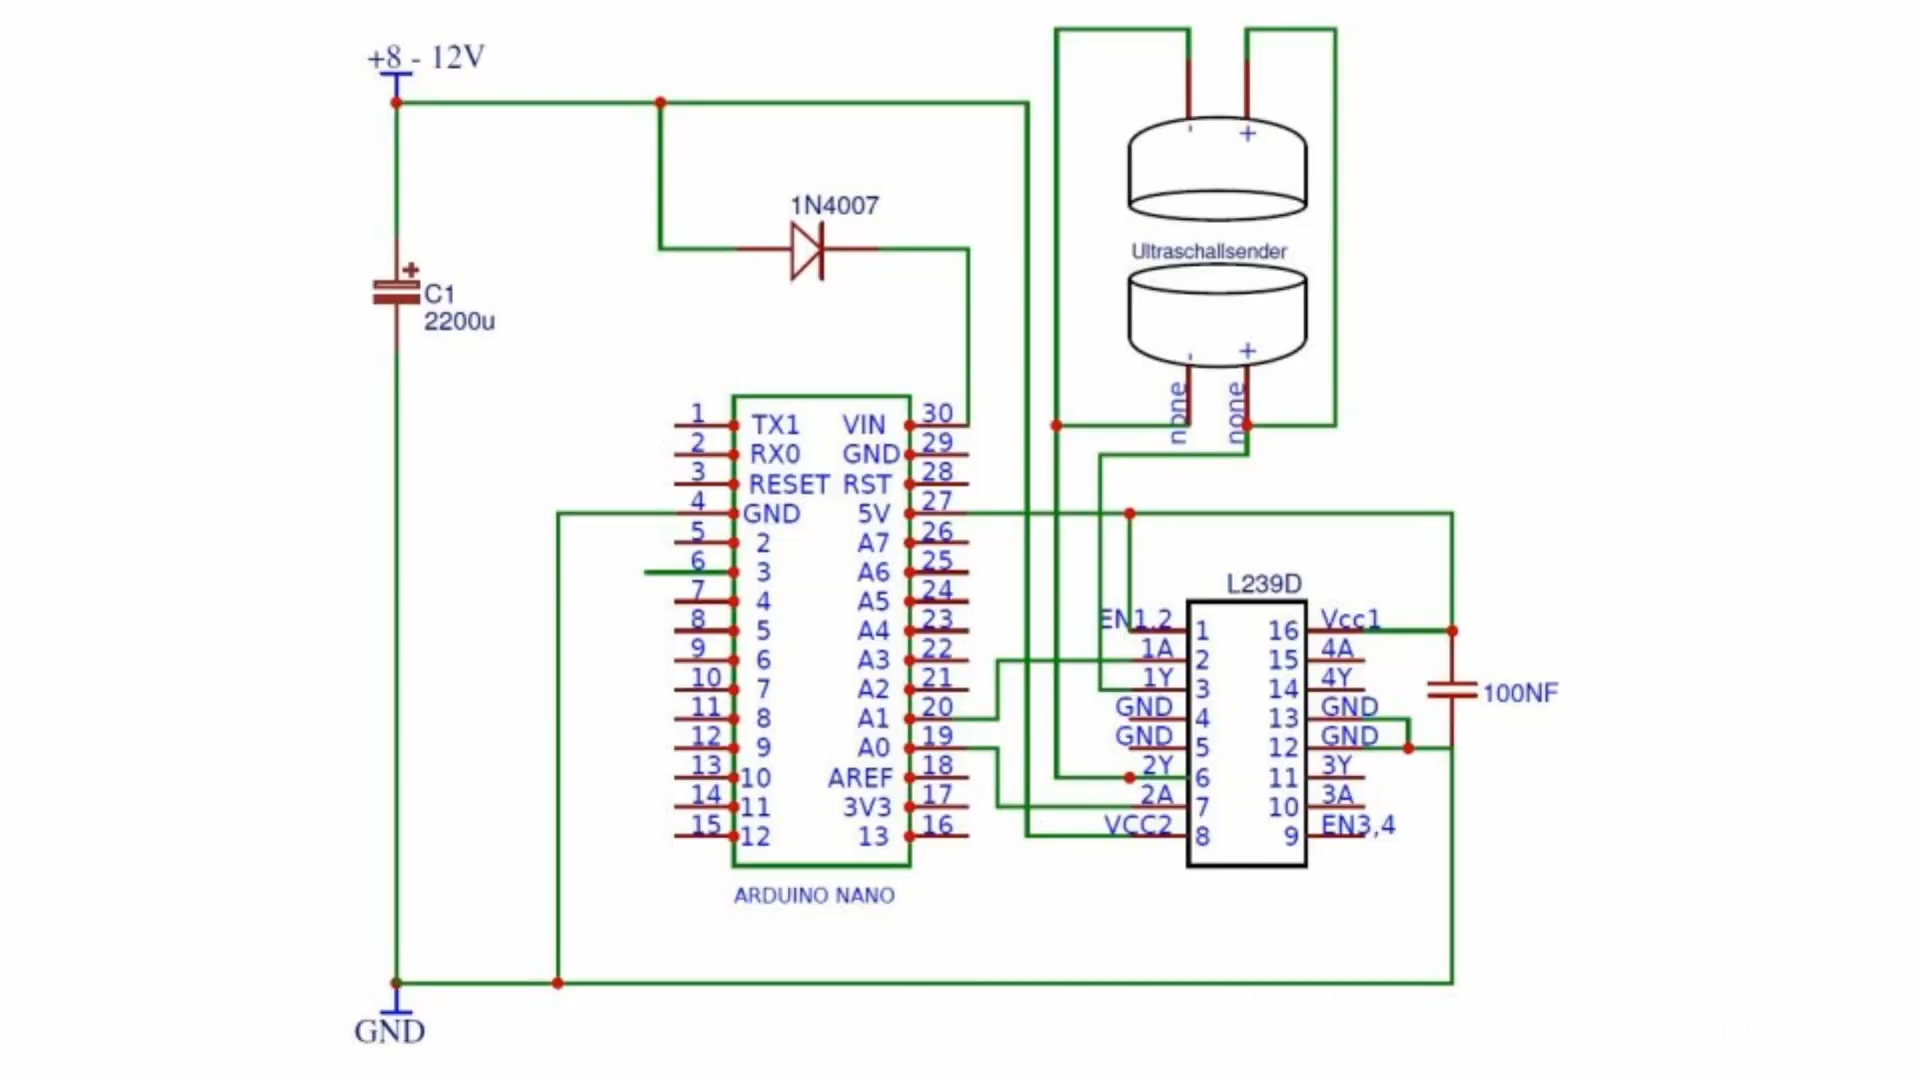 +8 - 12V
1N4007
+
C1
2200u
- +
Ultraschallsender
- +
none none
1 TX1 VIN 30
2 RX0 GND 29
3 RESET RST 28
4 GND 5V 27
5 2 A7 26
6 3 A6 25
7 4 A5 24
8 5 A4 23
9 6 A3 22
10 7 A2 21
11 8 A1 20
12 9 A0 19
13 10 AREF 18
14 11 3V3 17
15 12 13 16
ARDUINO NANO
L239D
EN1,2 1 16 Vcc1
1A 2 15 4A
1Y 3 14 4Y
GND 4 13 GND
GND 5 12 GND
2Y 6 11 3Y
2A 7 10 3A
VCC2 8 9 EN3,4
100NF
GND